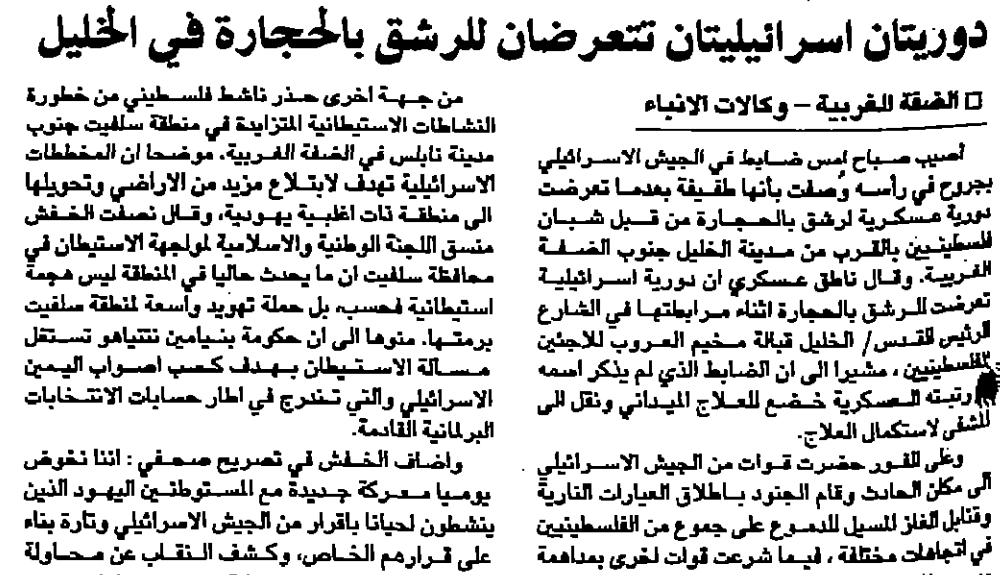 دوريتان اسرائيليتان تتعرضان للرشق بالحجارة في الخليل
□ الضفة الغربية – وكالات الانباء
أصيب صباح امس ضابط في الجيش الاسرائيلي
بجروح في رأسه وُصفت بأنها طفيفة بعدما تعرضت
دورية عسكرية لرشق بالحجارة من قبل شبان
فلسطينيين بالقرب من مدينة الخليل جنوب الضفة
الغربية. وقال ناطق عسكري ان دورية اسرائيلية
تعرضت للرشق بالحجارة اثناء مرابطتها في الشارع
الرئيس القدس/ الخليل قبالة مخيم العروب للاجئين
الفلسطينيين ، مشيرا الى ان الضابط الذي لم يذكر اسمه
او رتبته العسكرية خضع للعلاج الميداني ونقل الى
المشفى لاستكمال العلاج.
وعلى الفور حضرت قوات من الجيش الاسرائيلي
الى مكان الحادث وقام الجنود باطلاق العيارات النارية
وقنابل الغاز المسيل للدموع على جموع من الفلسطينيين
في اتجاهات مختلفة ، فيما شرعت قوات اخرى بمداهمة
من جهة اخرى حذر ناشط فلسطيني من خطورة
النشاطات الاستيطانية المتزايدة في منطقة سلفيت جنوب
مدينة نابلس في الضفة الغربية. موضحا ان المخططات
الاسرائيلية تهدف لابتلاع مزيد من الاراضي وتحويلها
الى منطقة ذات اغلبية يهودية، وقال نصفت الخفش
منسق اللجنة الوطنية والاسلامية لمواجهة الاستيطان في
محافظة سلفيت ان ما يحدث حاليا في المنطقة ليس هجمة
استيطانية فحسب، بل حملة تهويد واسعة لمنطقة سلفيت
برمتها. منوها الى ان حكومة بنيامين نتنياهو تستغل
مسالة الاستيطان بهدف كسب اصواب اليمين
الاسرائيلي والتي تندرج في اطار حسابات الانتخابات
البرلمانية القادمة.
واضاف الخفش في تصريح صحفي : اننا نخوض
يوميا معركة جديدة مع المستوطنين اليهود الذين
ينشطون احيانا باقرار من الجيش الاسرائيلي وتارة بناء
على قرارهم الخاص، وكشف النقاب عن محاولة